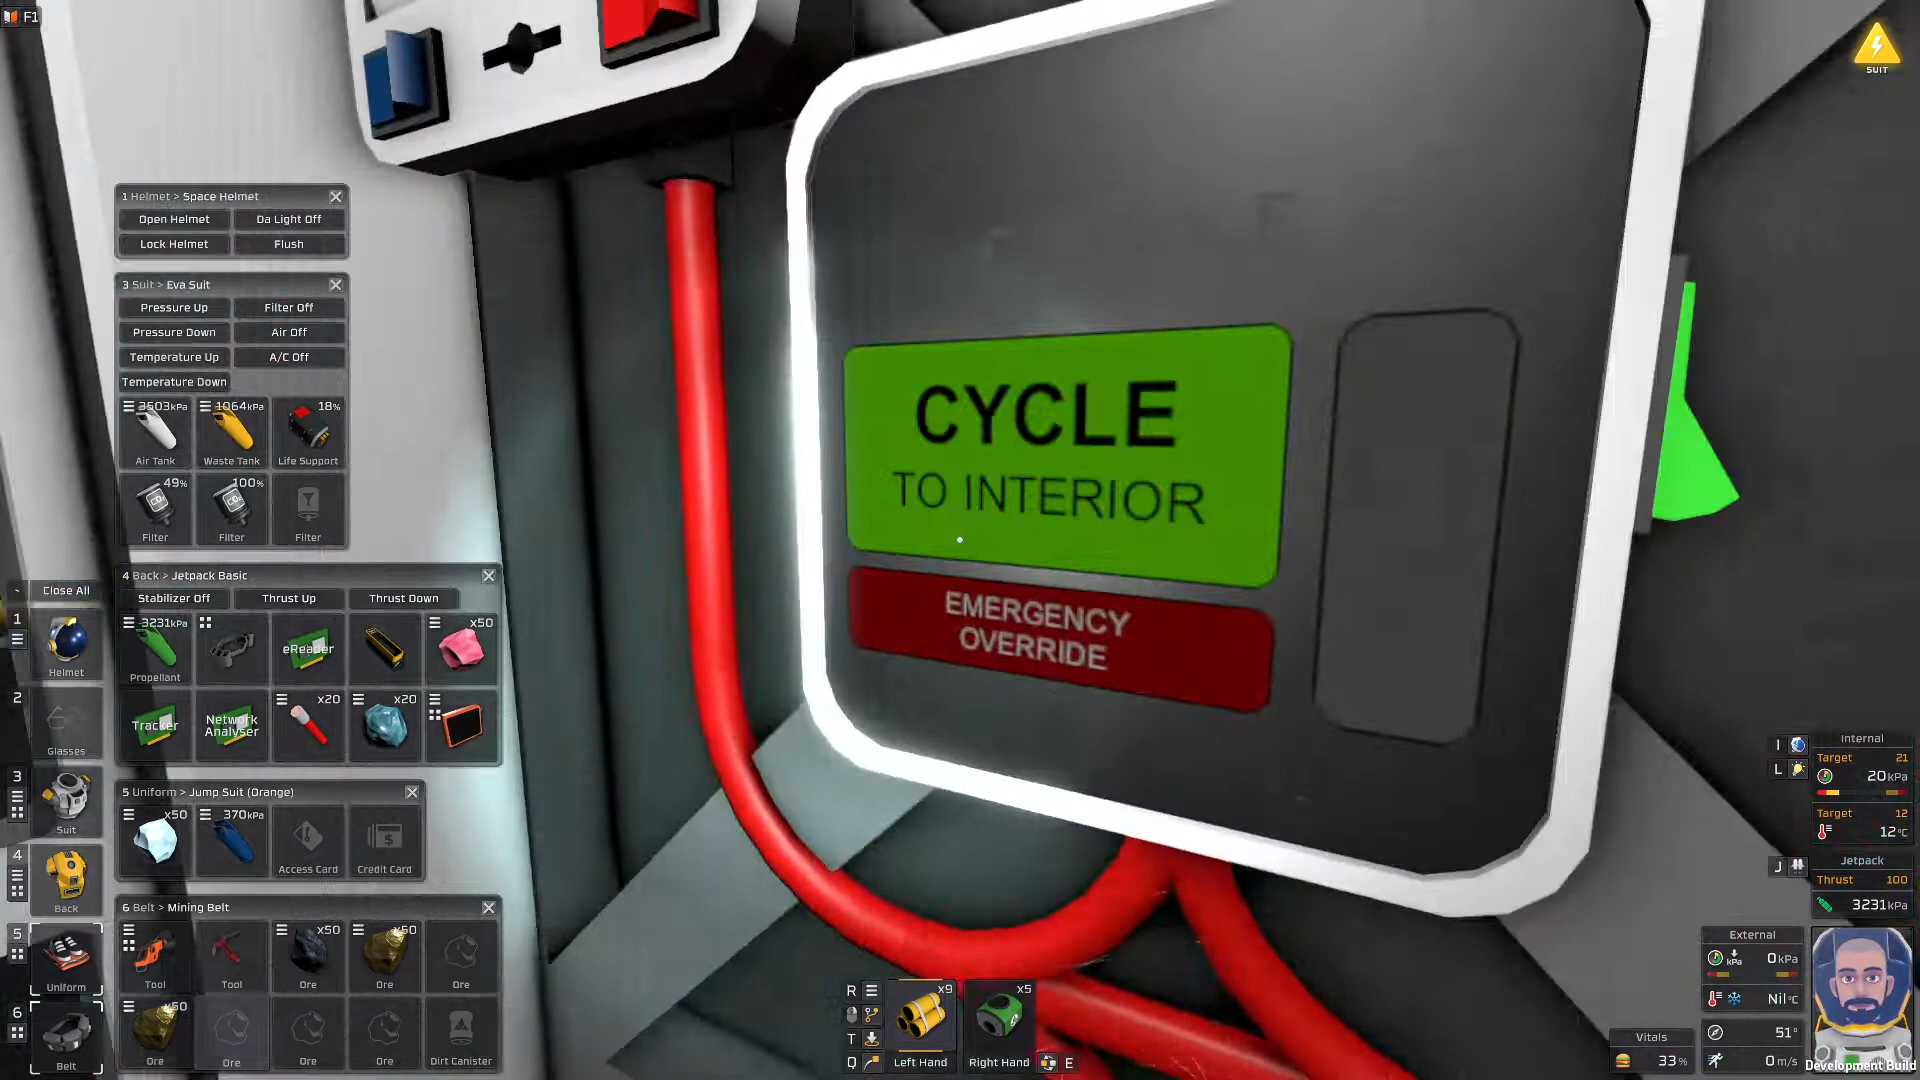 F1
SUIT
CYCLE
TO INTERIOR
EMERGENCY
OVERRIDE
1 Helmet > Space Helmet
Open Helmet
Da Light Off
Lock Helmet
Flush
3 Suit > Eva Suit
Pressure Up
Filter Off
Pressure Down
Air Off
Temperature Up
A/C Off
Temperature Down
3503kPa
1064kPa
18%
Air Tank
Waste Tank
Life Support
49%
100%
Filter
Filter
Filter
4 Back > Jetpack Basic
Stabilizer Off
Thrust Up
Thrust Down
3231kPa
eReader
x50
Propellant
Tracker
Network
Analyser
x20
x20
5 Uniform > Jump Suit (Orange)
x50
370kPa
Access Card
Credit Card
6 Belt > Mining Belt
x50
x50
Tool
Tool
Ore
Ore
Ore
x50
Ore
Ore
Ore
Ore
Dirt Canister
~
Close All
1
Helmet
2
Glasses
3
Suit
4
Back
5
Uniform
6
Belt
R
x9
x5
T
Q
Left Hand
Right Hand
E
Internal
I
Target 21
20kPa
L
Target 12
12°C
J
Jetpack
Thrust 100
3231kPa
External
kPa
0kPa
Nil°C
51°
0m/s
Vitals
33%
Development Build